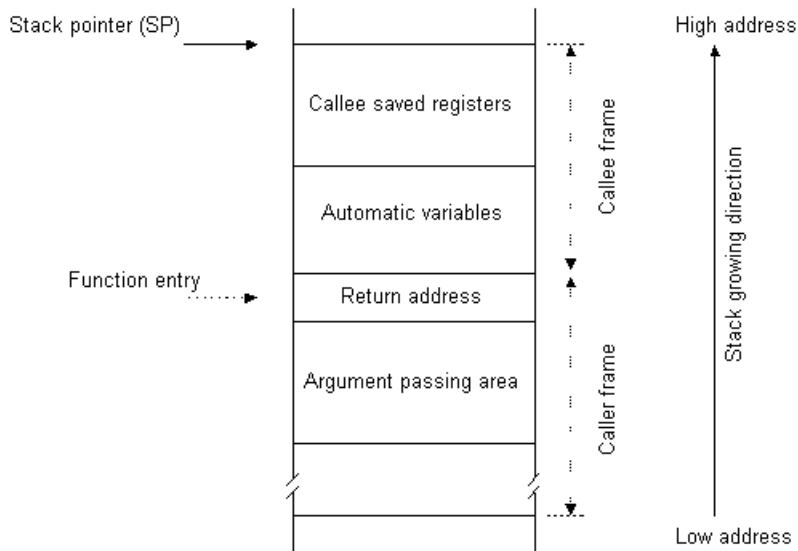 Stack pointer (SP)
High address
Callee saved registers
Callee frame
Automatic variables
Stack growing direction
Function entry
Return address
Argument passing area
Caller frame
Low address